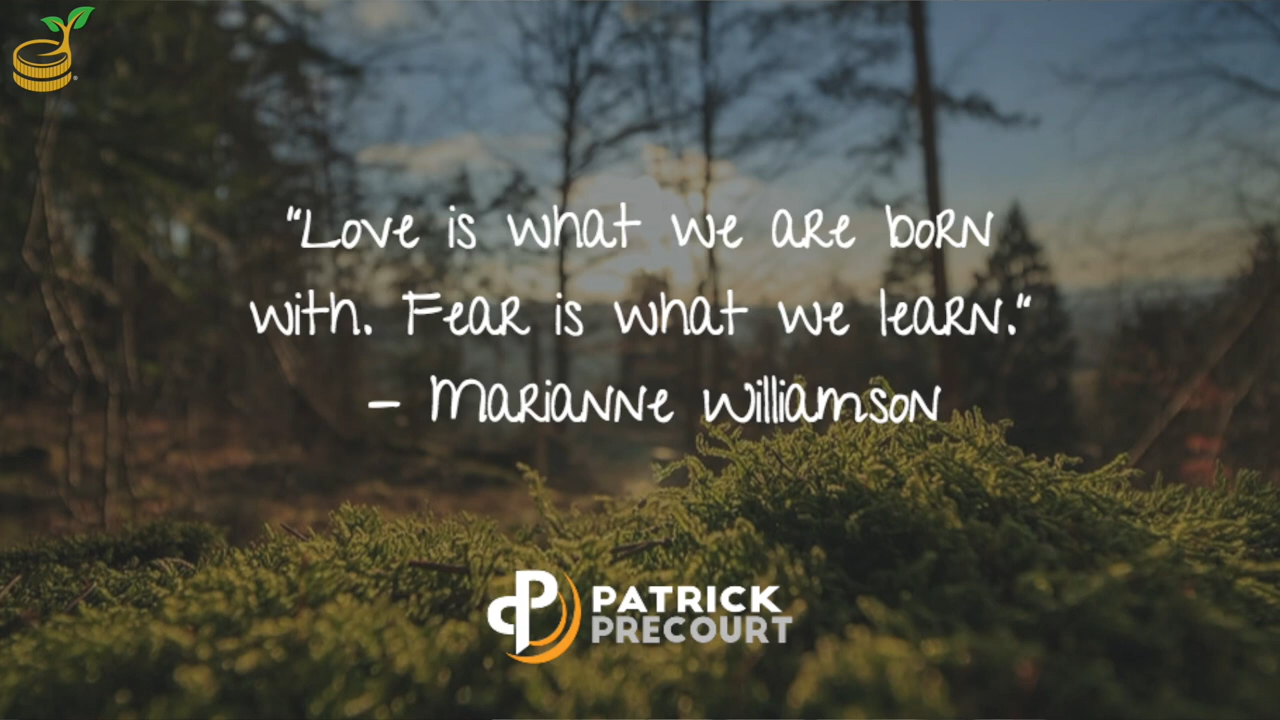 "Love is what we are born
with. Fear is what we learn."
- Marianne Williamson
PATRICK
PRECOURT